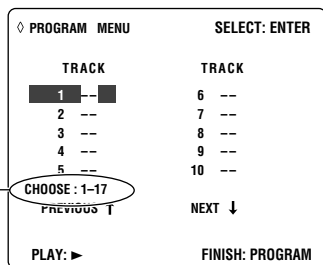 ◊ PROGRAM MENU SELECT: ENTER
TRACK TRACK
1 –– 6 ––
2 –– 7 ––
3 –– 8 ––
4 –– 9 ––
5 –– 10 ––
CHOOSE : 1–17
PREVIOUS ↑ NEXT ↓
PLAY: ► FINISH: PROGRAM